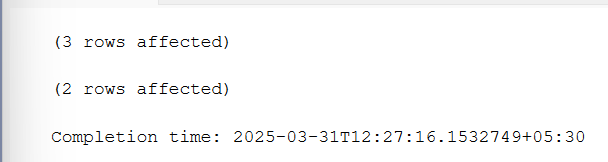 (3 rows affected)
(2 rows affected)
Completion time: 2025-03-31T12:27:16.1532749+05:30